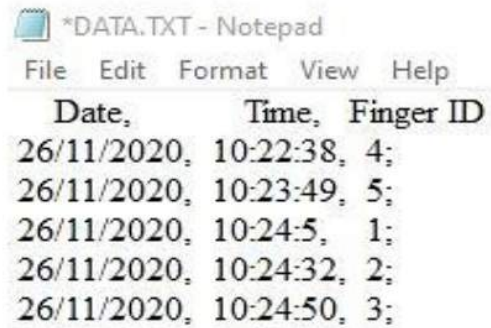 *DATA.TXT - Notepad
File Edit Format View Help
Date, Time, Finger ID
26/11/2020, 10:22:38, 4;
26/11/2020, 10:23:49, 5;
26/11/2020, 10:24:5, 1;
26/11/2020, 10:24:32, 2;
26/11/2020, 10:24:50, 3;